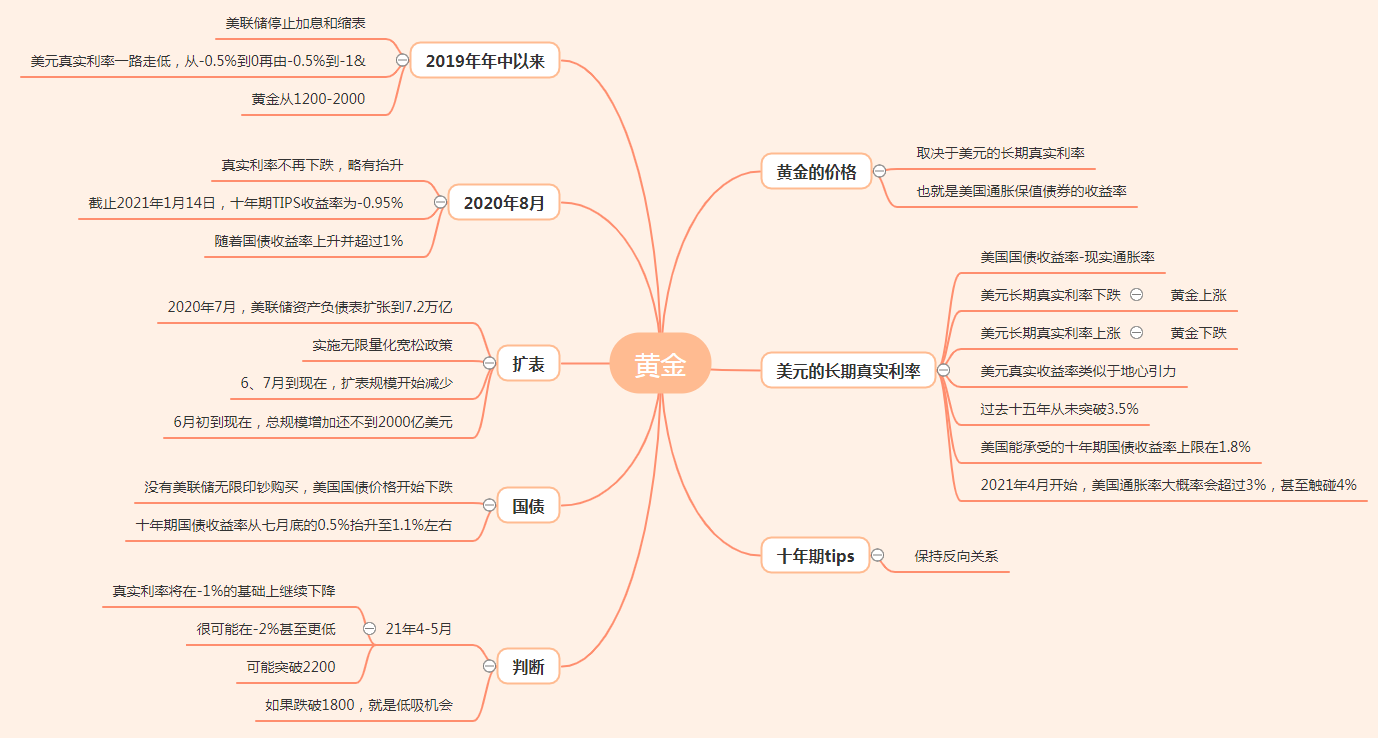 黄金
黄金的价格
取决于美元的长期真实利率
也就是美国通胀保值债券的收益率
美元的长期真实利率
美国国债收益率-现实通胀率
美元长期真实利率下跌 黄金上涨
美元长期真实利率上涨 黄金下跌
美元真实收益率类似于地心引力
过去十五年从未突破3.5%
美国能承受的十年期国债收益率上限在1.8%
2021年4月开始，美国通胀率大概率会超过3%，甚至触碰4%
十年期tips
保持反向关系
2019年年中以来
美联储停止加息和缩表
美元真实利率一路走低，从-0.5%到0再由-0.5%到-1&
黄金从1200-2000
2020年8月
真实利率不再下跌，略有抬升
截止2021年1月14日，十年期TIPS收益率为-0.95%
随着国债收益率上升并超过1%
扩表
2020年7月，美联储资产负债表扩张到7.2万亿
实施无限量化宽松政策
6、7月到现在，扩表规模开始减少
6月初到现在，总规模增加还不到2000亿美元
国债
没有美联储无限印钞购买，美国国债价格开始下跌
十年期国债收益率从七月底的0.5%抬升至1.1%左右
判断
21年4-5月
真实利率将在-1%的基础上继续下降
很可能在-2%甚至更低
可能突破2200
如果跌破1800，就是低吸机会